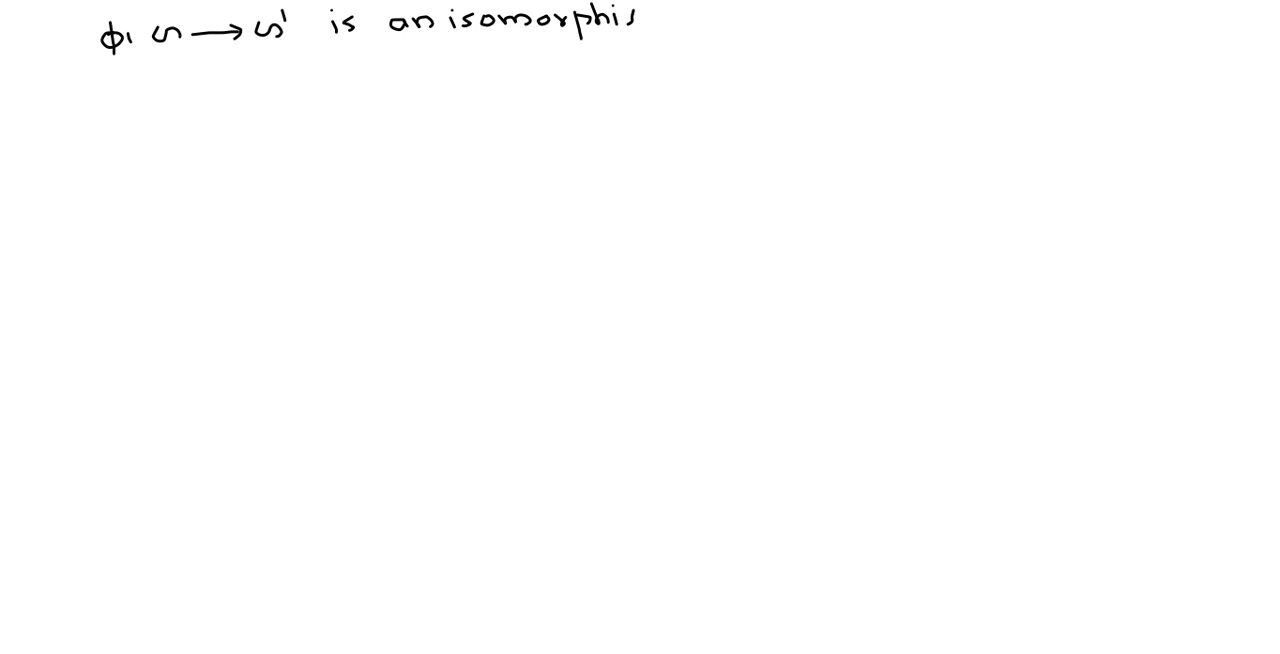 ϕ: S → S' is an isomorphis